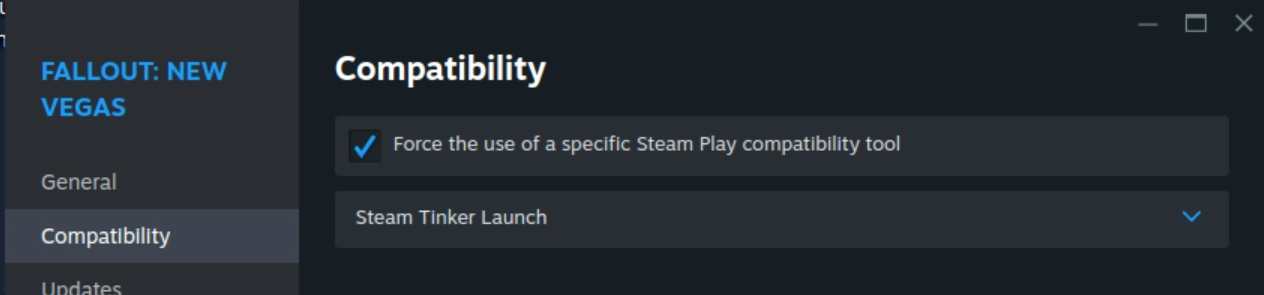 FALLOUT: NEW
VEGAS
General
Compatibility
Updates
Compatibility
Force the use of a specific Steam Play compatibility tool
Steam Tinker Launch